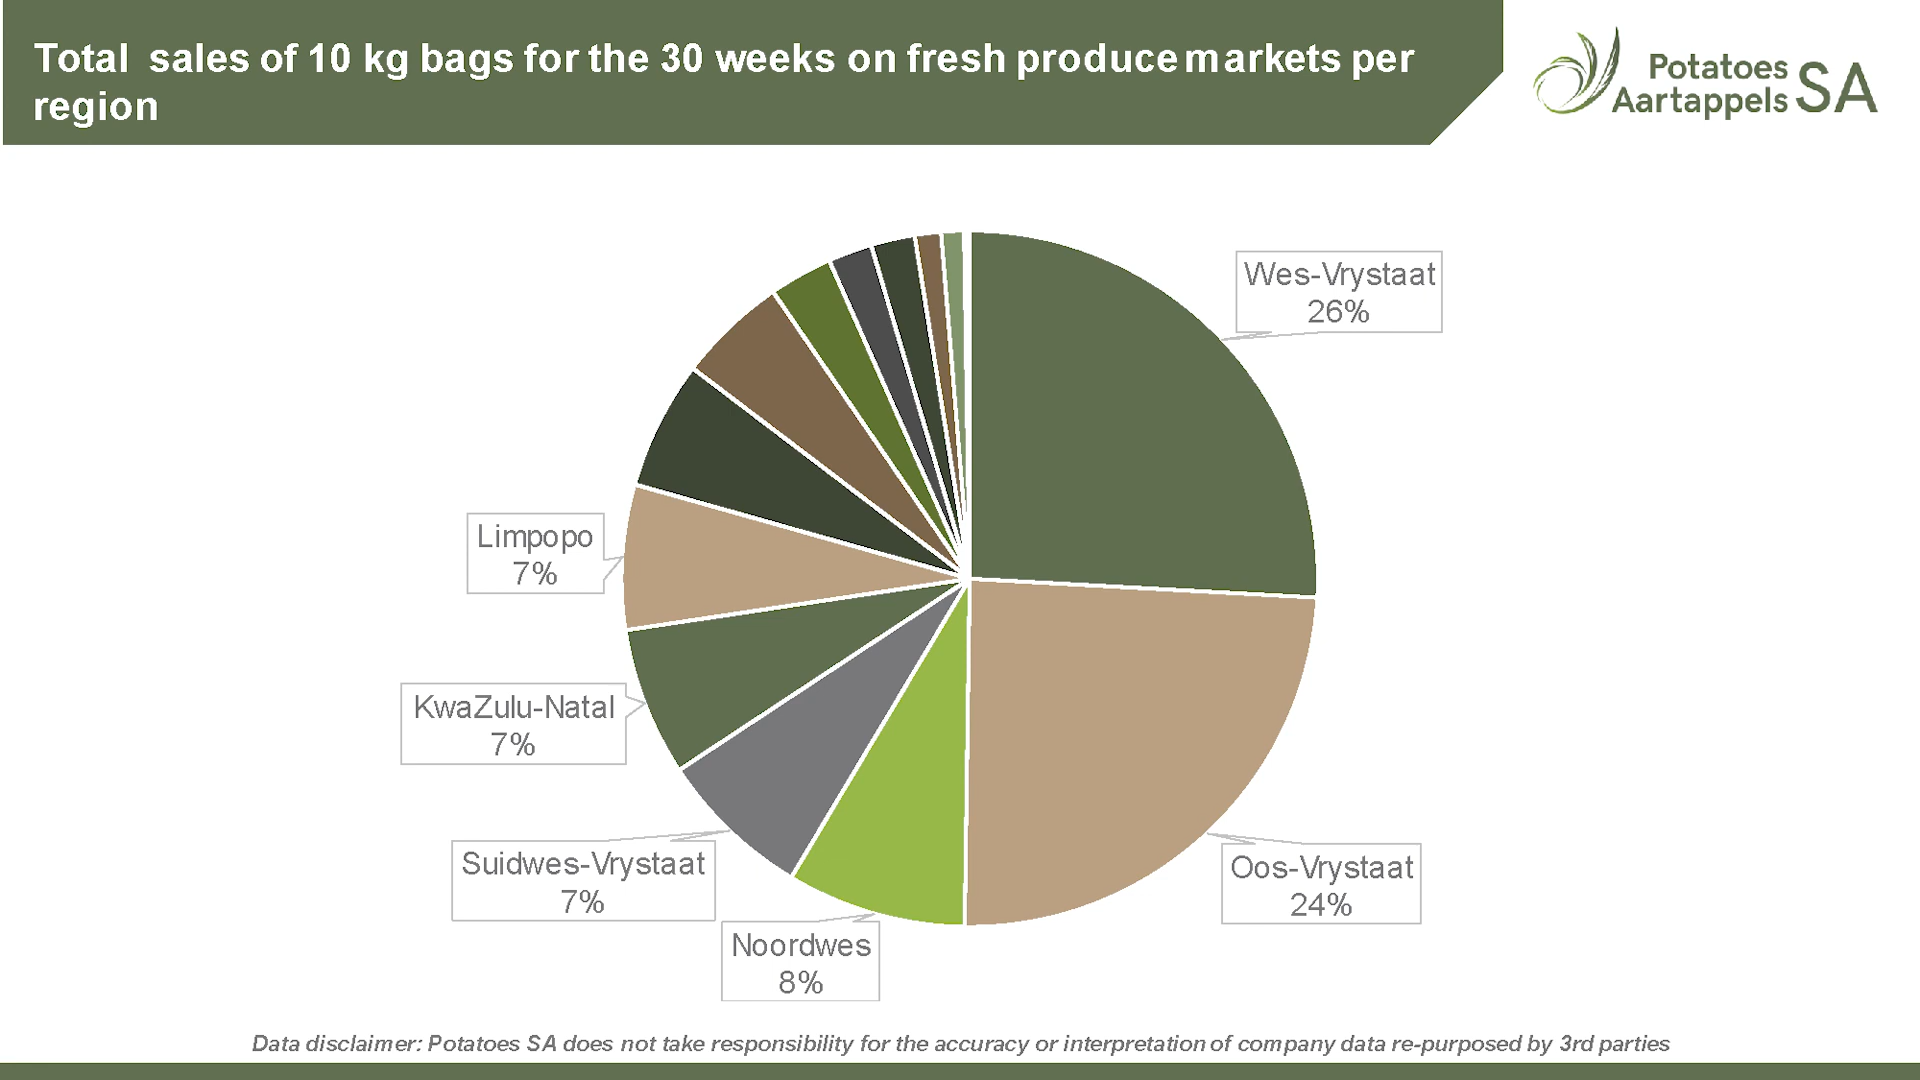 Total sales of 10 kg bags for the 30 weeks on fresh produce markets per
region
Potatoes
Aartappels SA
Wes-Vrystaat
26%
Limpopo
7%
KwaZulu-Natal
7%
Suidwes-Vrystaat
7%
Oos-Vrystaat
24%
Noordwes
8%
Data disclaimer: Potatoes SA does not take responsibility for the accuracy or interpretation of company data re-purposed by 3rd parties